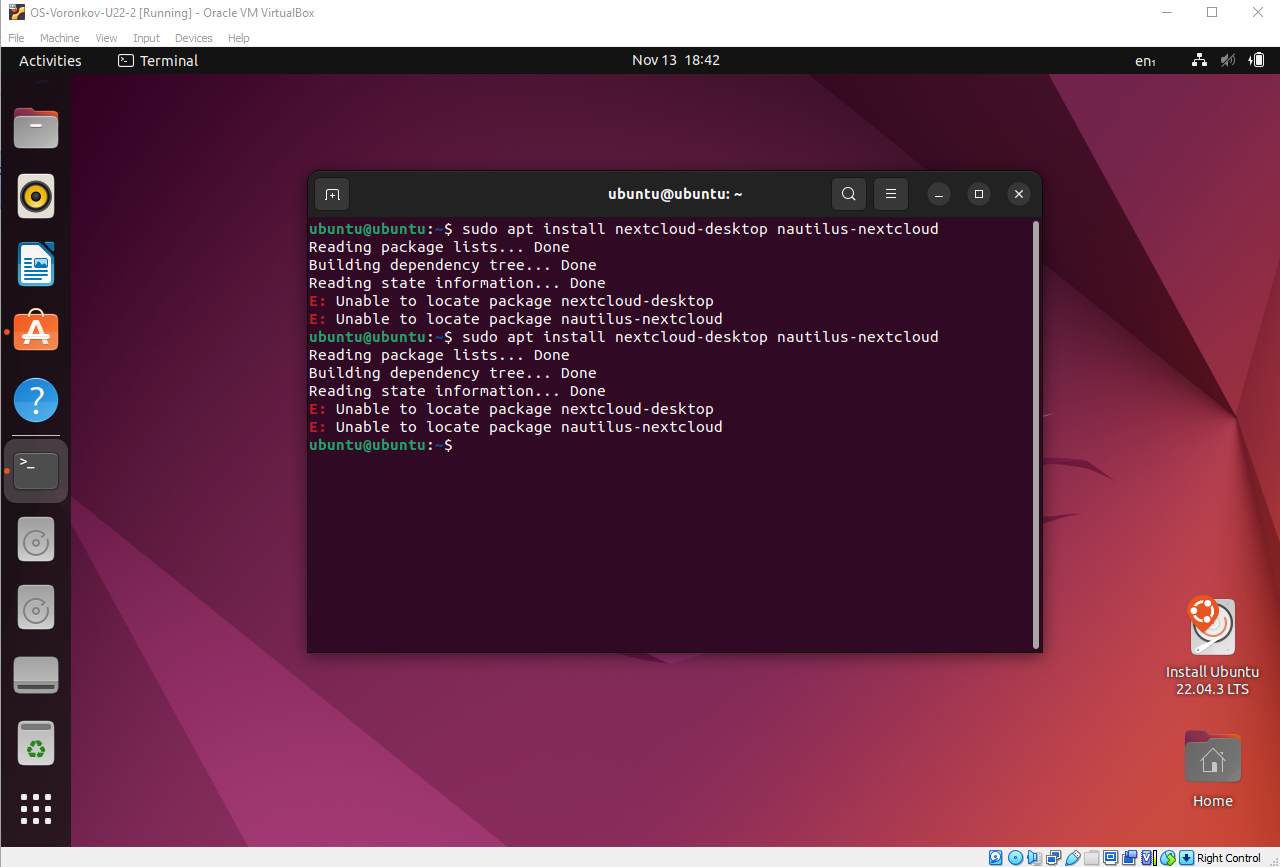 OS-Voronkov-U22-2 [Running] - Oracle VM VirtualBox
File Machine View Input Devices Help
Activities Terminal Nov 13 18:42 en1
ubuntu@ubuntu: ~
ubuntu@ubuntu:~$ sudo apt install nextcloud-desktop nautilus-nextcloud
Reading package lists... Done
Building dependency tree... Done
Reading state information... Done
E: Unable to locate package nextcloud-desktop
E: Unable to locate package nautilus-nextcloud
ubuntu@ubuntu:~$ sudo apt install nextcloud-desktop nautilus-nextcloud
Reading package lists... Done
Building dependency tree... Done
Reading state information... Done
E: Unable to locate package nextcloud-desktop
E: Unable to locate package nautilus-nextcloud
ubuntu@ubuntu:~$
Install Ubuntu
22.04.3 LTS
Home
Right Control